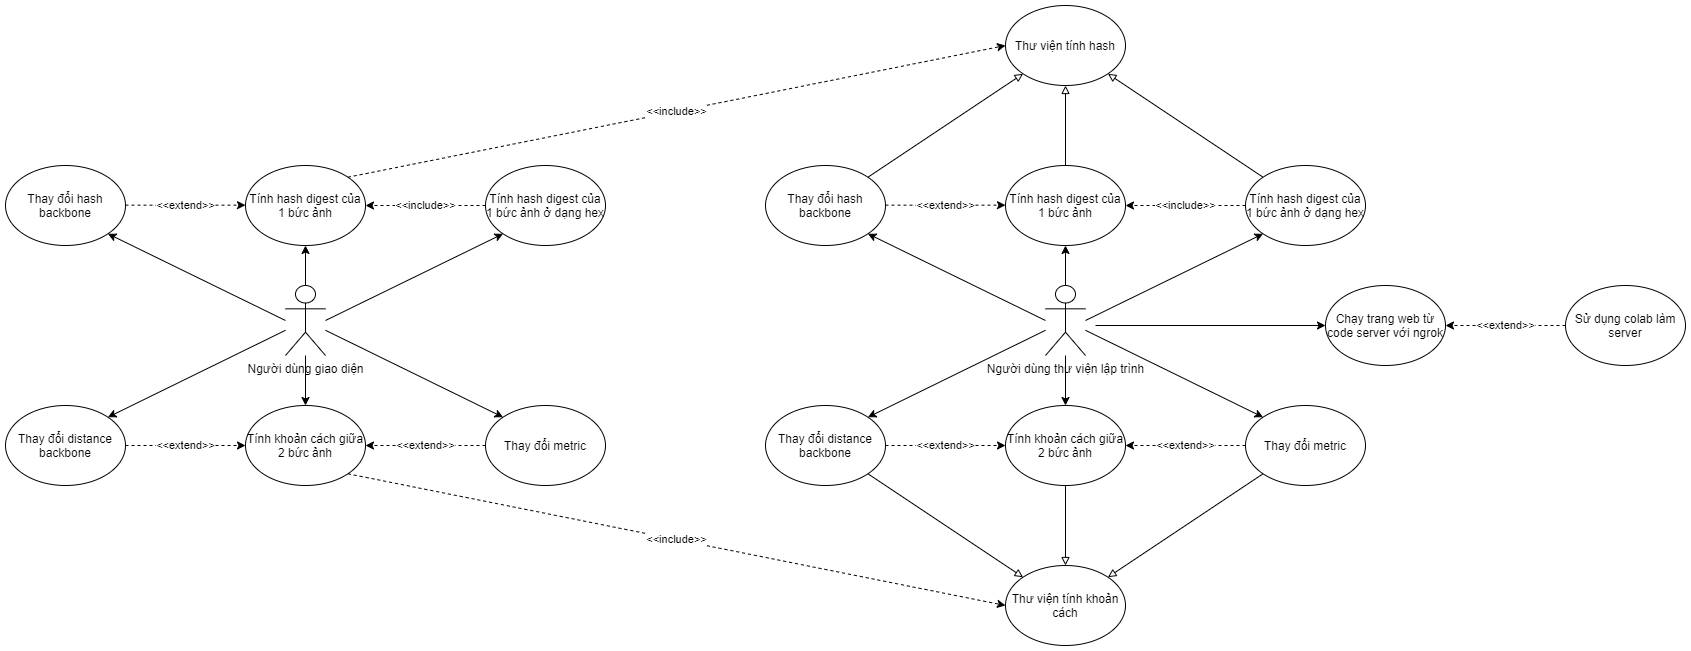 Thư viện tính hash
<<include>>
Thay đổi hash
backbone
<<extend>>
Tính hash digest của
1 bức ảnh
<<include>>
Tính hash digest của
1 bức ảnh ở dạng hex
Thay đổi hash
backbone
<<extend>>
Tính hash digest của
1 bức ảnh
<<include>>
Tính hash digest của
1 bức ảnh ở dạng hex
Người dùng giao diện
Người dùng thư viện lập trình
Chạy trang web từ
code server với ngrok
<<extend>>
Sử dụng colab làm
server
Thay đổi distance
backbone
<<extend>>
Tính khoản cách giữa
2 bức ảnh
<<extend>>
Thay đổi metric
Thay đổi distance
backbone
<<extend>>
Tính khoản cách giữa
2 bức ảnh
<<extend>>
Thay đổi metric
<<include>>
Thư viện tính khoản
cách